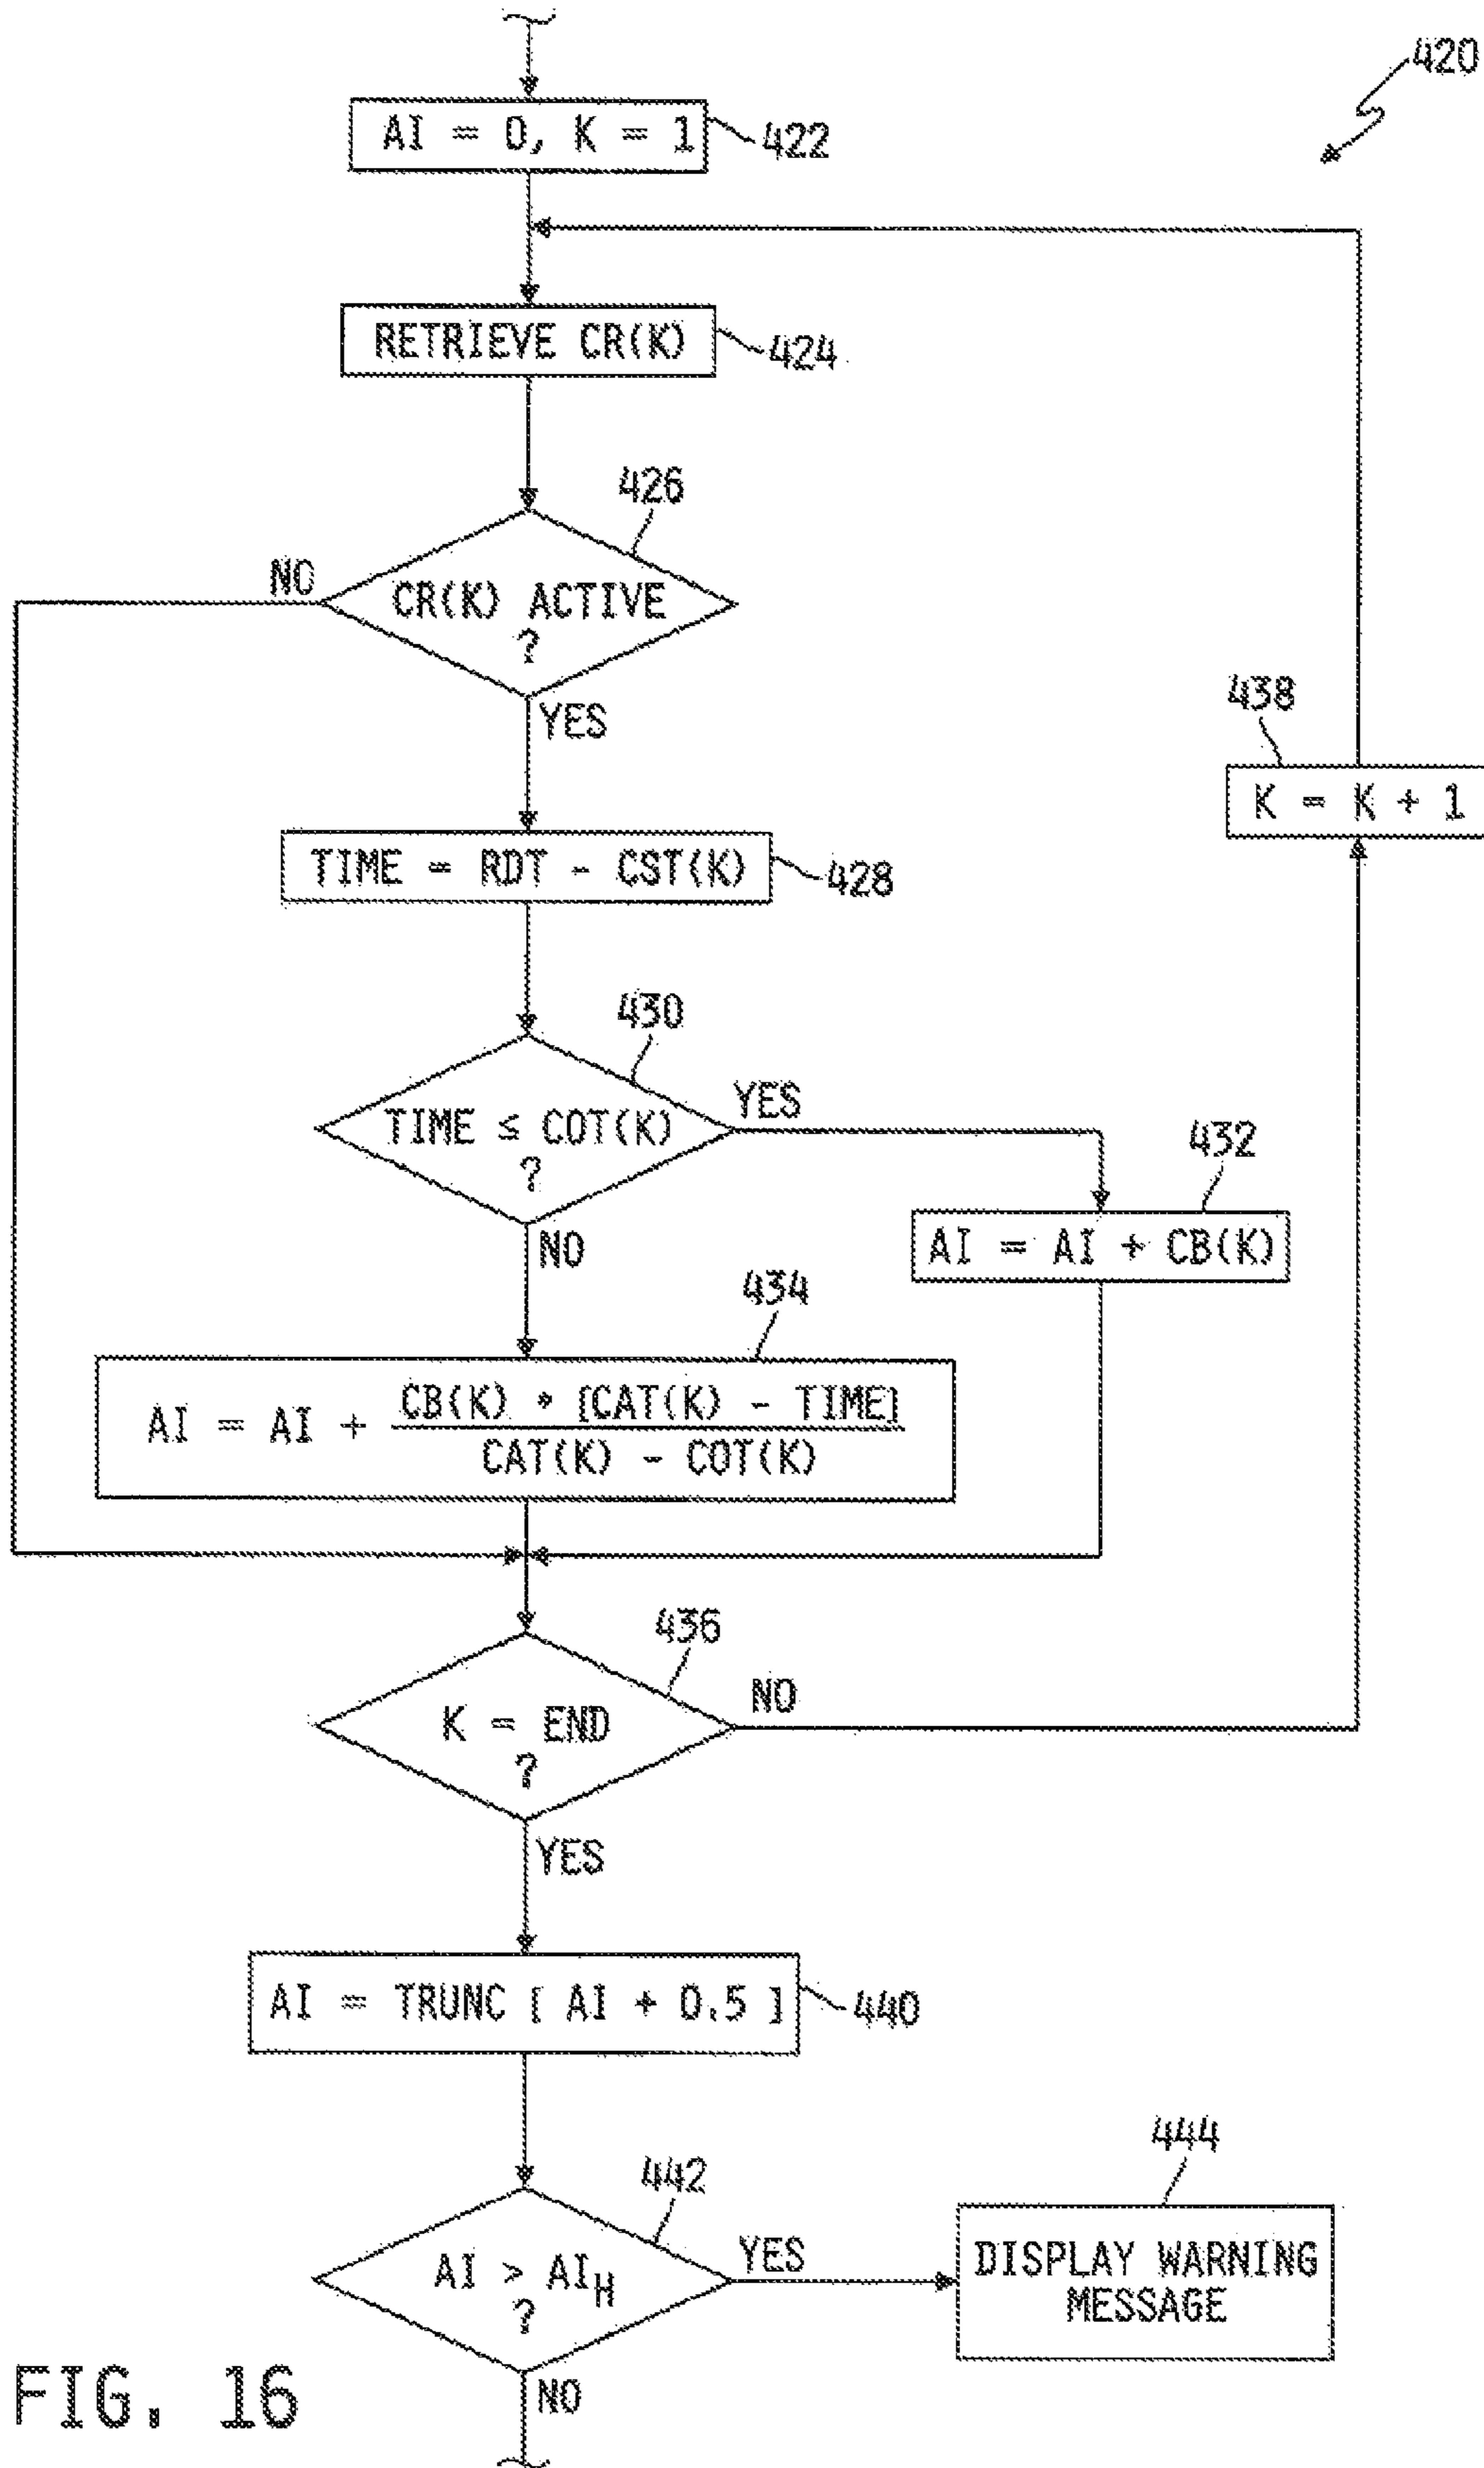 420
AI = 0, K = 1
422
RETRIEVE CR(K)
424
426
NO
CR(K) ACTIVE
?
YES
438
K = K + 1
TIME = RDT - CST(K)
428
430
YES
TIME ≤ COT(K)
?
432
NO
AI = AI + CB(K)
434
AI = AI + CB(K) * [CAT(K) - TIME]
CAT(K) - COT(K)
436
NO
K = END
?
YES
AI = TRUNC [ AI + 0.5 ]
440
444
442
YES
AI > AIH
?
DISPLAY WARNING
MESSAGE
NO
FIG. 16